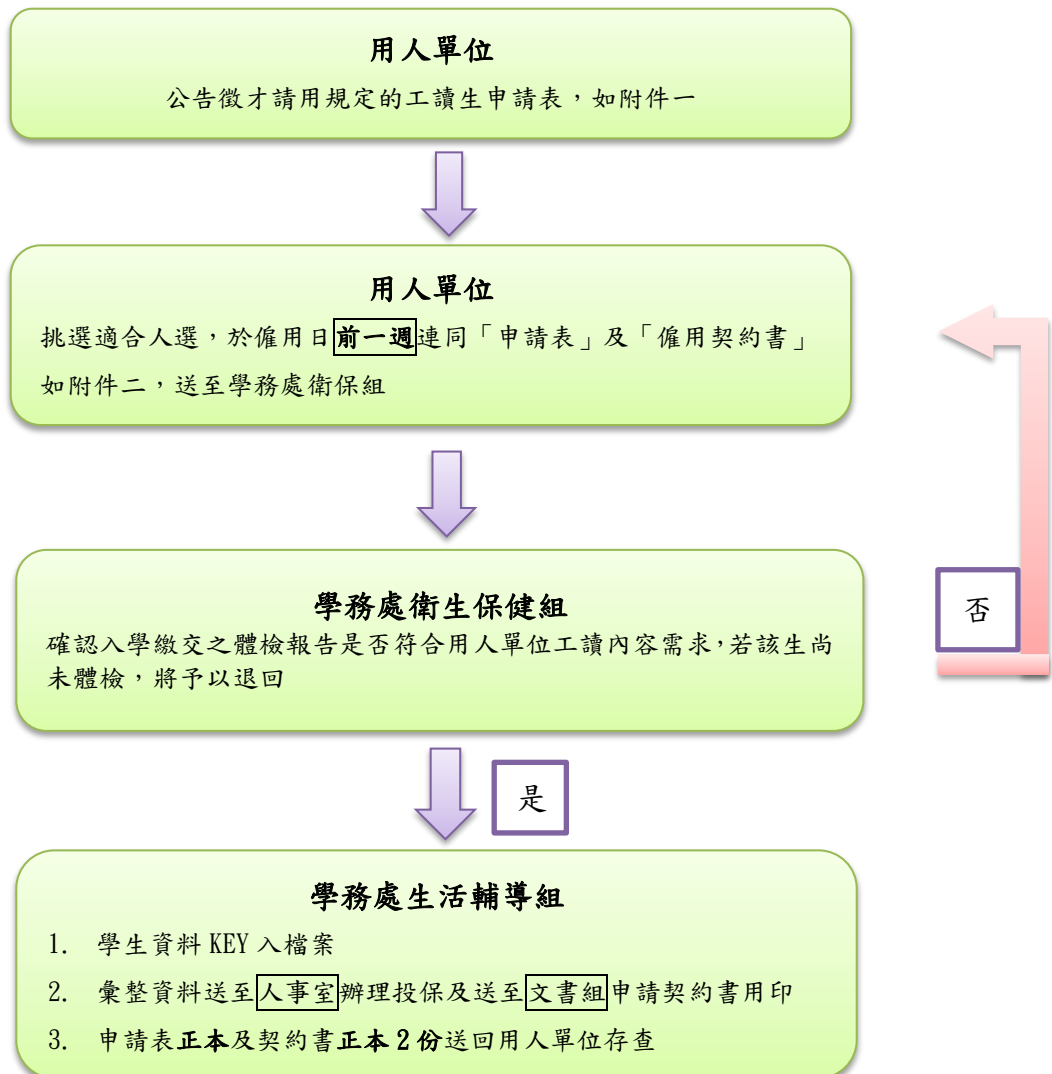 用人單位
公告徵才請用規定的工讀生申請表，如附件一
用人單位
挑選適合人選，於僱用日前一週連同「申請表」及「僱用契約書」
如附件二，送至學務處衛保組
學務處衛生保健組
確認入學繳交之體檢報告是否符合用人單位工讀內容需求，若該生尚
未體檢，將予以退回
否
是
學務處生活輔導組
1. 學生資料 KEY 入檔案
2. 彙整資料送至人事室辦理投保及送至文書組申請契約書用印
3. 申請表正本及契約書正本 2 份送回用人單位存查